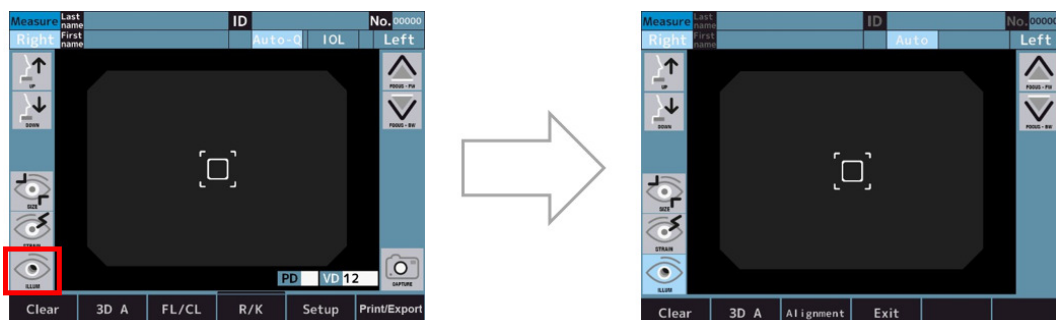 Measure Last name ID No. 00000
Right First name Auto-Q IOL Left
UP
DOWN
FOCUS - FW
FOCUS - BW
SIZE
STRAIN
ILLUM
CAPTURE
PD VD 12
Clear 3D A FL/CL R/K Setup Print/Export
Measure Last name ID No. 00000
Right First name Auto Left
UP
DOWN
FOCUS - FW
FOCUS - BW
SIZE
STRAIN
ILLUM
Clear 3D A Alignment Exit